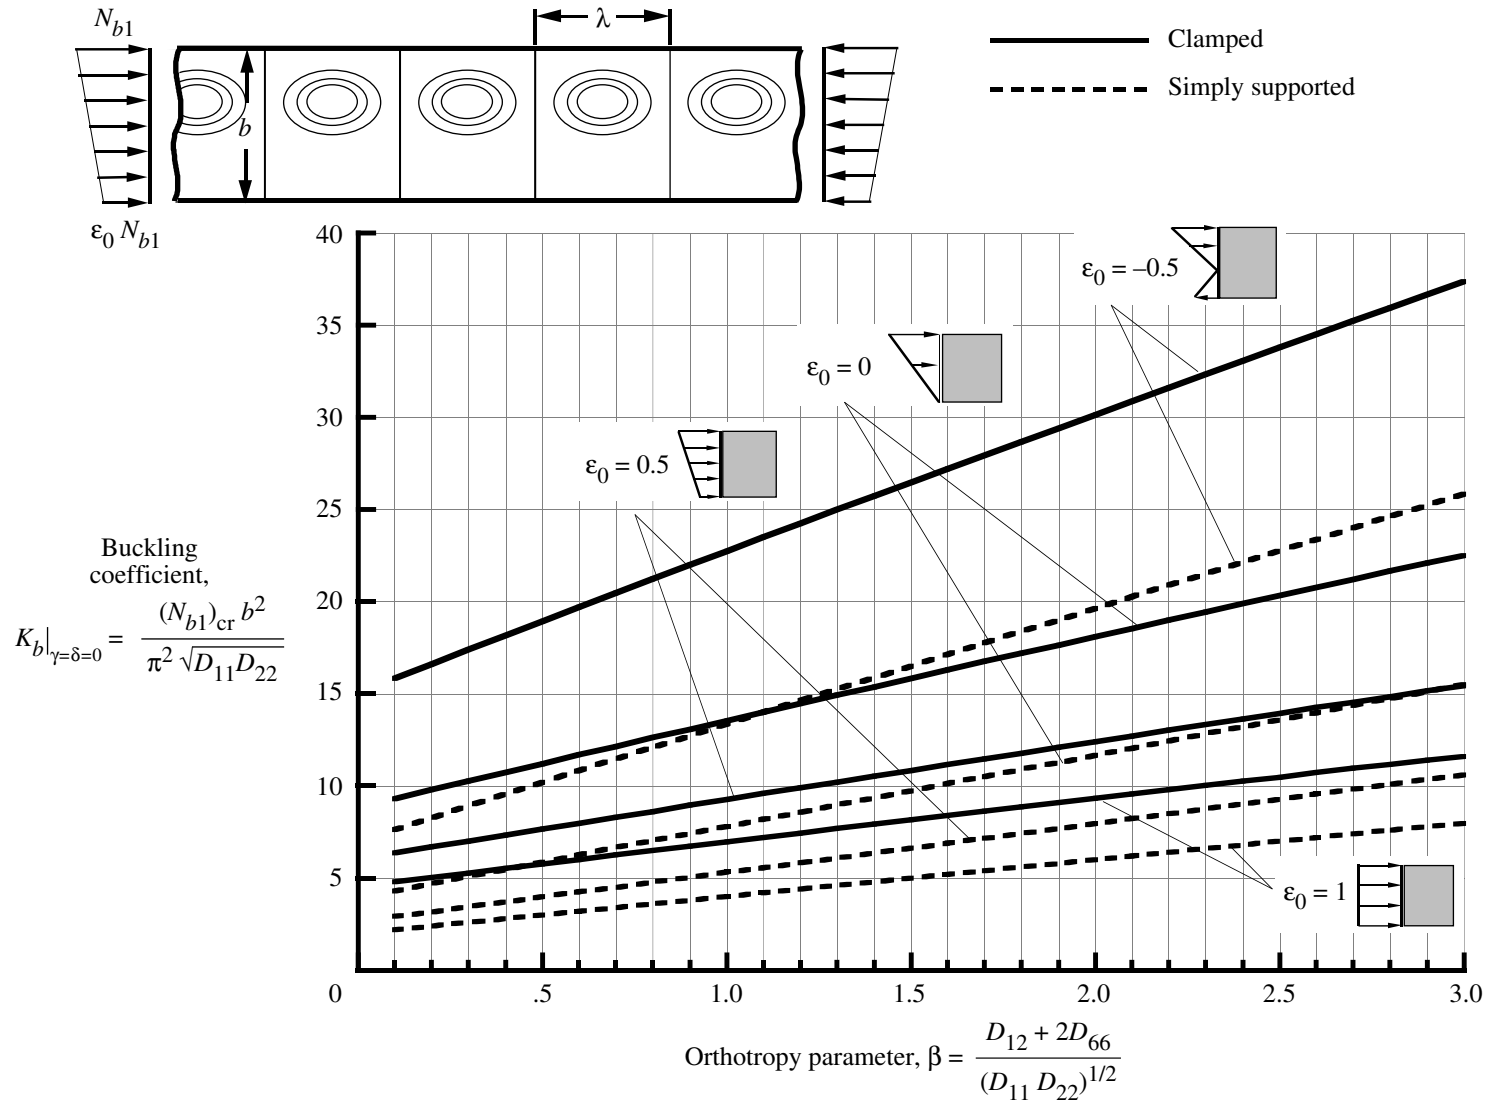 N_b1
λ
b
ε_0 N_b1
Clamped
Simply supported
ε_0 = –0.5
ε_0 = 0
ε_0 = 0.5
ε_0 = 1
40
35
30
25
20
15
10
5
0
.5
1.0
1.5
2.0
2.5
3.0
Buckling
coefficient,
K_b|_γ=δ=0 = (N_b1)_cr b^2 / π^2 √D_11 D_22
Orthotropy parameter, β = D_12 + 2D_66 / (D_11 D_22)^1/2